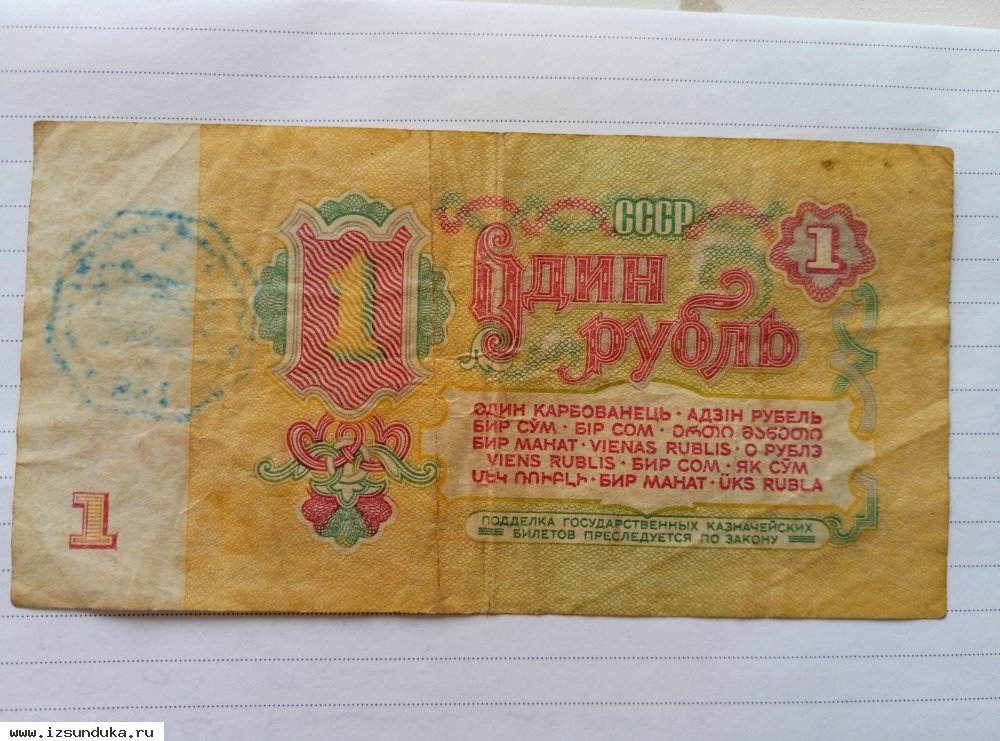 СССР
1
1
Один
рубль
ОДИН КАРБОВАНЕЦЬ · АДЗІН РУБЕЛЬ
БИР СЎМ · БІР СОМ · ერთი მანეთი
БИР МАНАТ · VIENAS RUBLIS · О РУБЛЭ
VIENS RUBLIS · БИР СОМ · ЯК СЎМ
ՄԵԿ ՌՈՒԲԼԻ · БИР МАНАТ · ÜKS RUBLA
1
ПОДДЕЛКА ГОСУДАРСТВЕННЫХ КАЗНАЧЕЙСКИХ
БИЛЕТОВ ПРЕСЛЕДУЕТСЯ ПО ЗАКОНУ
www.izsunduka.ru